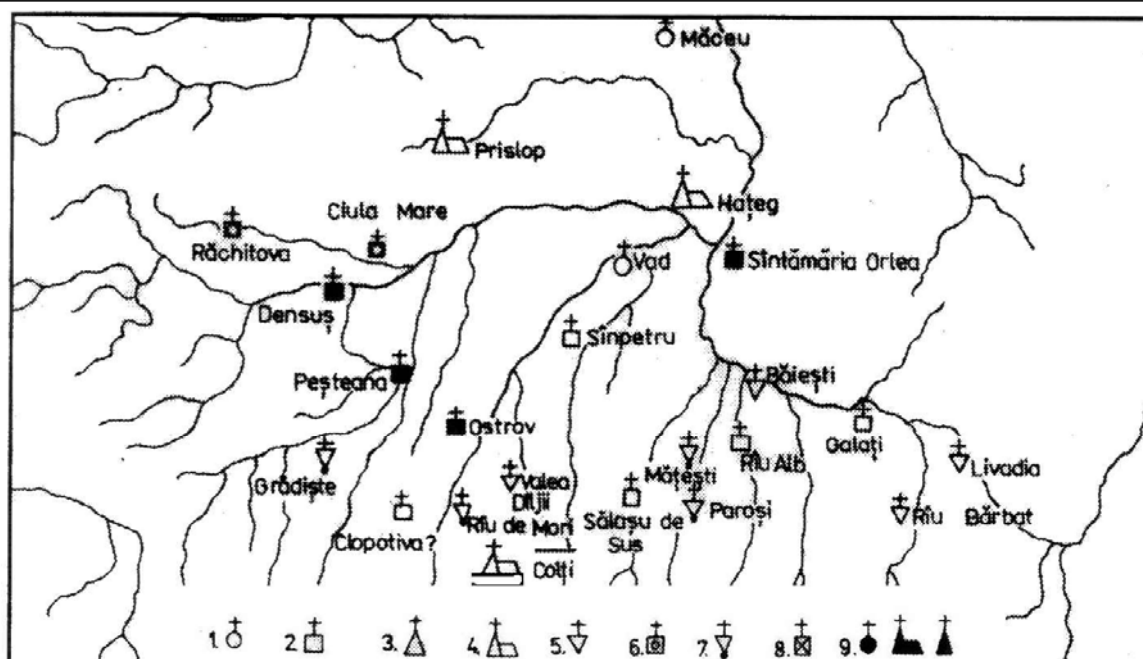 Măceu
Prislop
Hațeg
Ciula Mare
Răchitova
Vad
Sîntămăria Orlea
Densuș
Sînpetru
Peșteana
Băiești
Ostrov
Galați
Grădiște
Valea
Dîljii
Mățești
Rîu Alb
Livadia
Clopotiva?
Rîu de Mori
Sălașu de
Sus
Paroși
Rîu Bărbat
Colți
1. 2. 3. 4. 5. 6. 7. 8. 9.